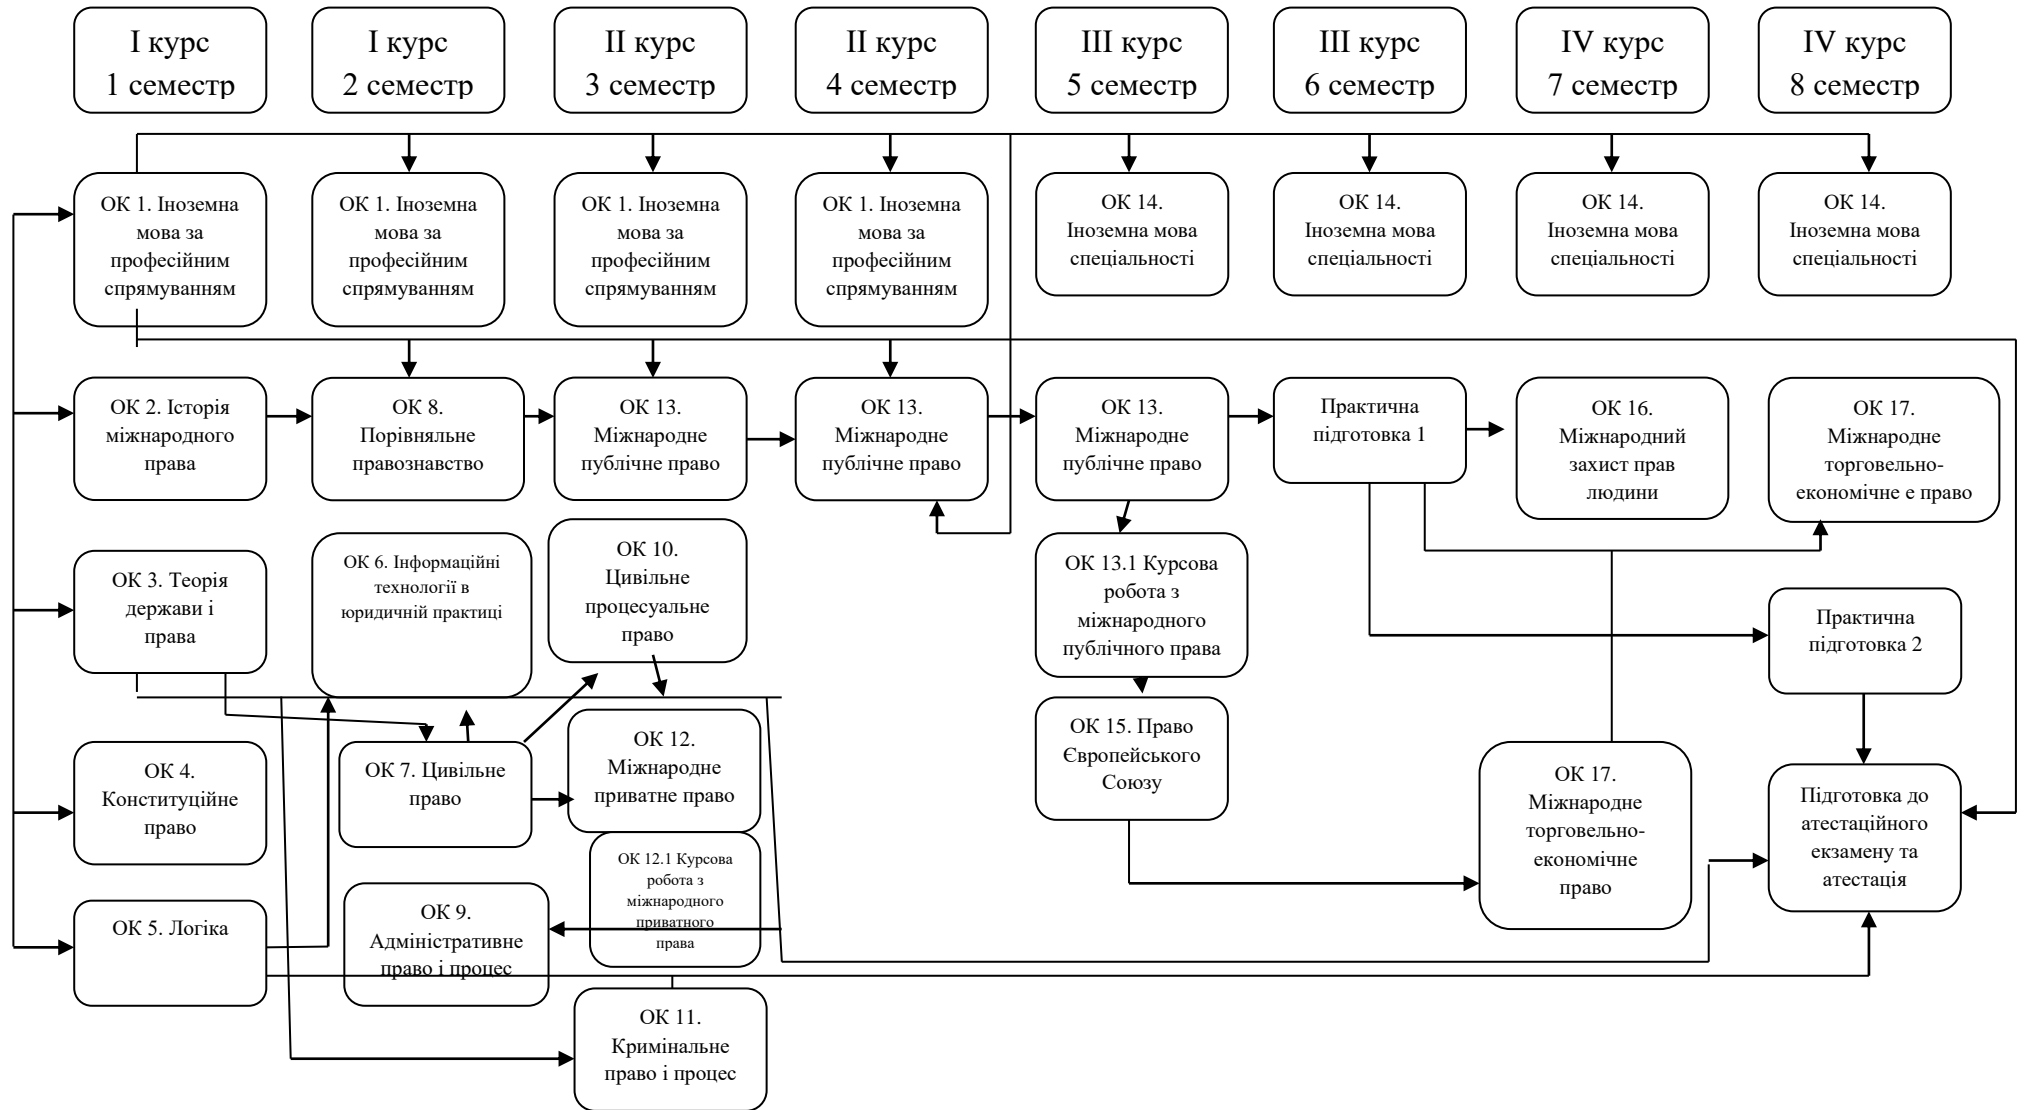 I курс
1 семестр
I курс
2 семестр
II курс
3 семестр
II курс
4 семестр
III курс
5 семестр
III курс
6 семестр
IV курс
7 семестр
IV курс
8 семестр
ОК 1. Іноземна
мова за
професійним
спрямуванням
ОК 1. Іноземна
мова за
професійним
спрямуванням
ОК 1. Іноземна
мова за
професійним
спрямуванням
ОК 1. Іноземна
мова за
професійним
спрямуванням
ОК 14.
Іноземна мова
спеціальності
ОК 14.
Іноземна мова
спеціальності
ОК 14.
Іноземна мова
спеціальності
ОК 14.
Іноземна мова
спеціальності
ОК 2. Історія
міжнародного
права
ОК 8.
Порівняльне
правознавство
ОК 13.
Міжнародне
публічне право
ОК 13.
Міжнародне
публічне право
ОК 13.
Міжнародне
публічне право
Практична
підготовка 1
ОК 16.
Міжнародний
захист прав
людини
ОК 17.
Міжнародне
торговельно-
економічне е право
ОК 3. Теорія
держави і
права
ОК 6. Інформаційні
технології в
юридичній практиці
ОК 10.
Цивільне
процесуальне
право
ОК 13.1 Курсова
робота з
міжнародного
публічного права
Практична
підготовка 2
ОК 4.
Конституційне
право
ОК 7. Цивільне
право
ОК 12.
Міжнародне
приватне право
ОК 15. Право
Європейського
Союзу
ОК 17.
Міжнародне
торговельно-
економічне
право
Підготовка до
атестаційного
екзамену та
атестація
ОК 12.1 Курсова
робота з
міжнародного
приватного
права
ОК 5. Логіка
ОК 9.
Адміністративне
право і процес
ОК 11.
Кримінальне
право і процес